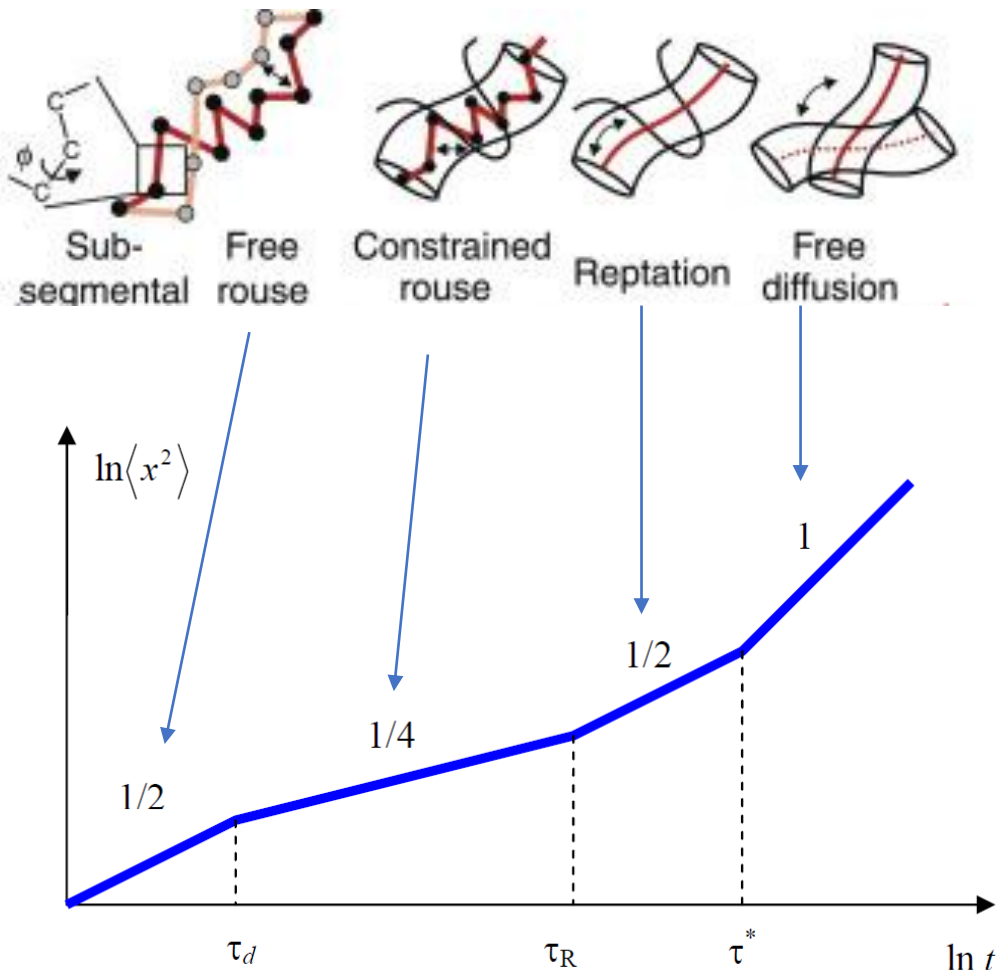 C
C
C
ϕ
Sub-
segmental
Free
rouse
Constrained
rouse
Reptation
Free
diffusion
ln⟨x²⟩
1
1/2
1/4
1/2
τd
τR
τ*
ln t